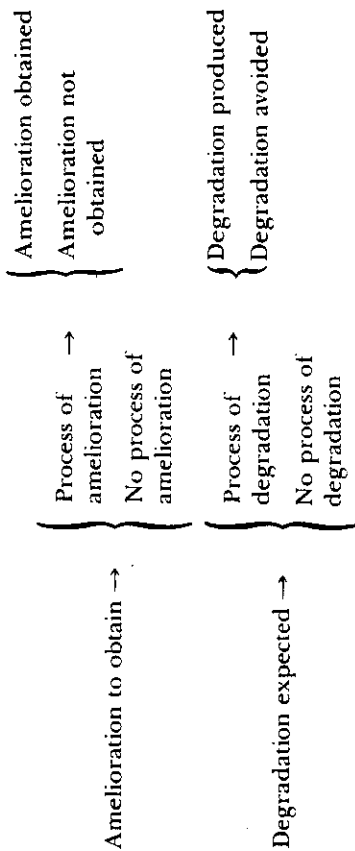 Amelioration to obtain →
Process of →
amelioration
No process of
amelioration
Amelioration obtained
Amelioration not
obtained
Degradation expected →
Process of →
degradation
No process of
degradation
Degradation produced
Degradation avoided